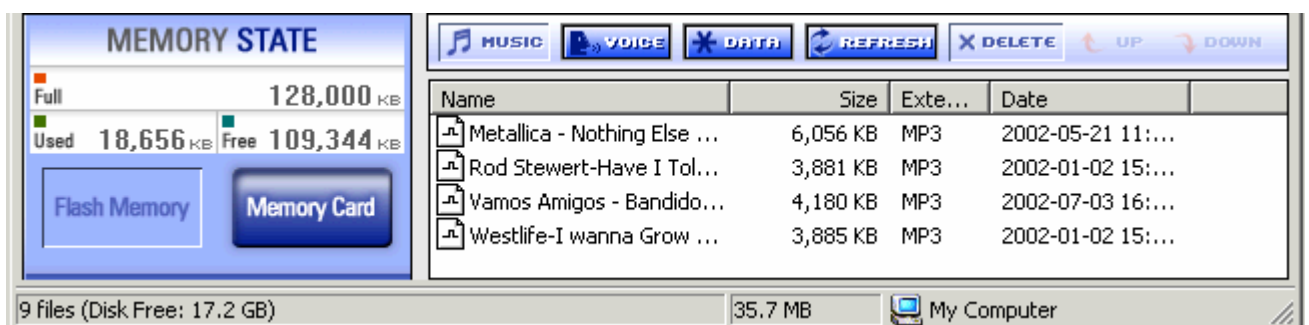 MEMORY STATE
Full 128,000 KB
Used 18,656 KB Free 109,344 KB
Flash Memory Memory Card
MUSIC VOICE DATA REFRESH DELETE UP DOWN
Name Size Exte... Date
Metallica - Nothing Else ... 6,056 KB MP3 2002-05-21 11:...
Rod Stewert-Have I Tol... 3,881 KB MP3 2002-01-02 15:...
Vamos Amigos - Bandido... 4,180 KB MP3 2002-07-03 16:...
Westlife-I wanna Grow ... 3,885 KB MP3 2002-01-02 15:...
9 files (Disk Free: 17.2 GB) 35.7 MB My Computer